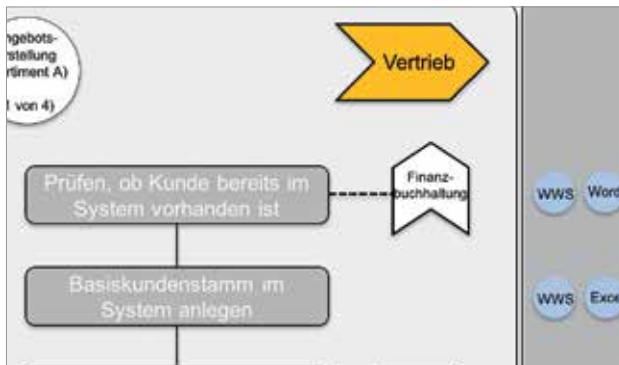 ngebots-
rstellung
rtiment A)
1 von 4)
Vertrieb
Prüfen, ob Kunde bereits im
System vorhanden ist
Finanz-
buchhaltung
WWS
Word
Basiskundenstamm im
System anlegen
WWS
Exce